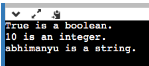 True is a boolean.
10 is an integer.
abhimanyu is a string.